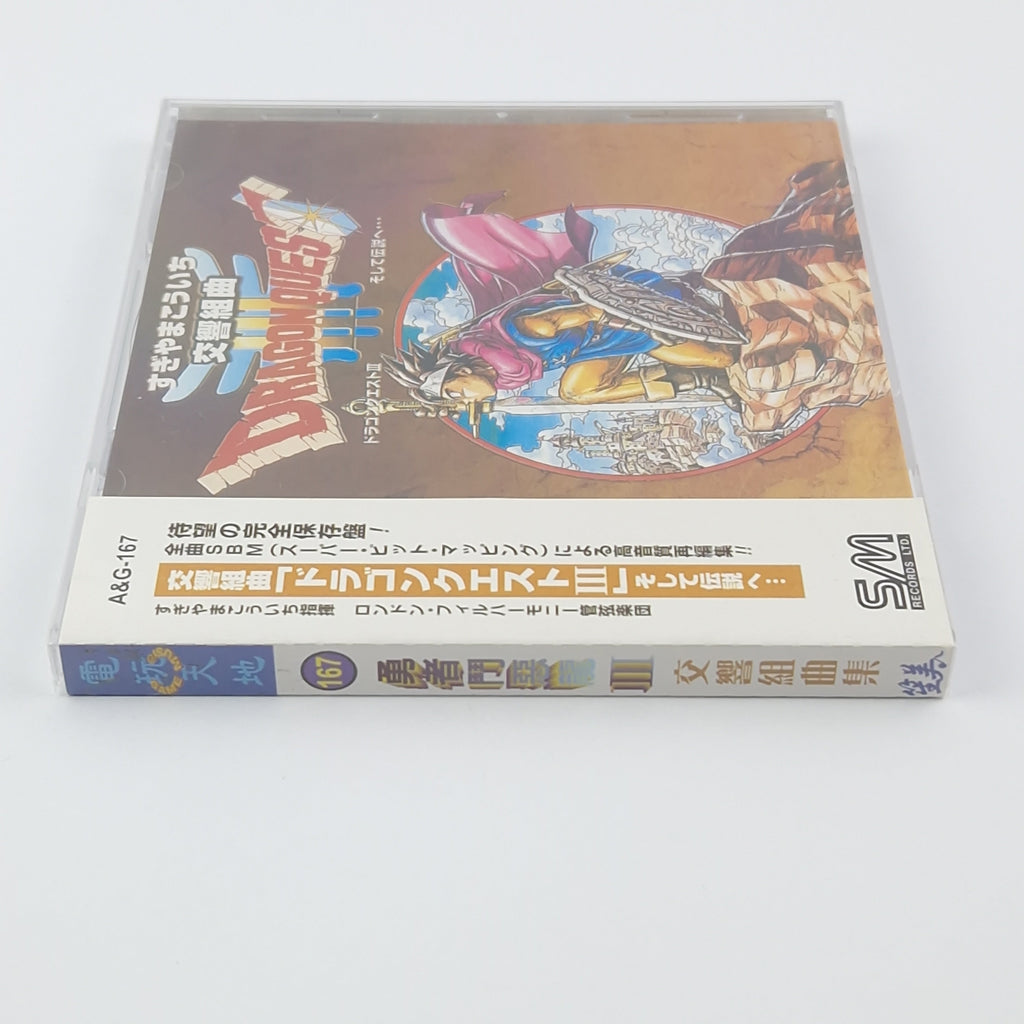 すぎやまこういち
交響組曲
DRAGON QUEST
III
ドラゴンクエストIII
そして伝説へ…
A&G-167
待望の完全保存盤!
全曲SBM(スーパー・ビット・マッピング)による高音質再編集!!
交響組曲「ドラゴンクエストIII」そして伝説へ…
すぎやまこういち指揮 ロンドン・フィルハーモニー管弦楽団
SM
RECORDS LTD.
電玩天地
GAME MUSIC
167
勇者鬥惡龍 III 交響組曲集